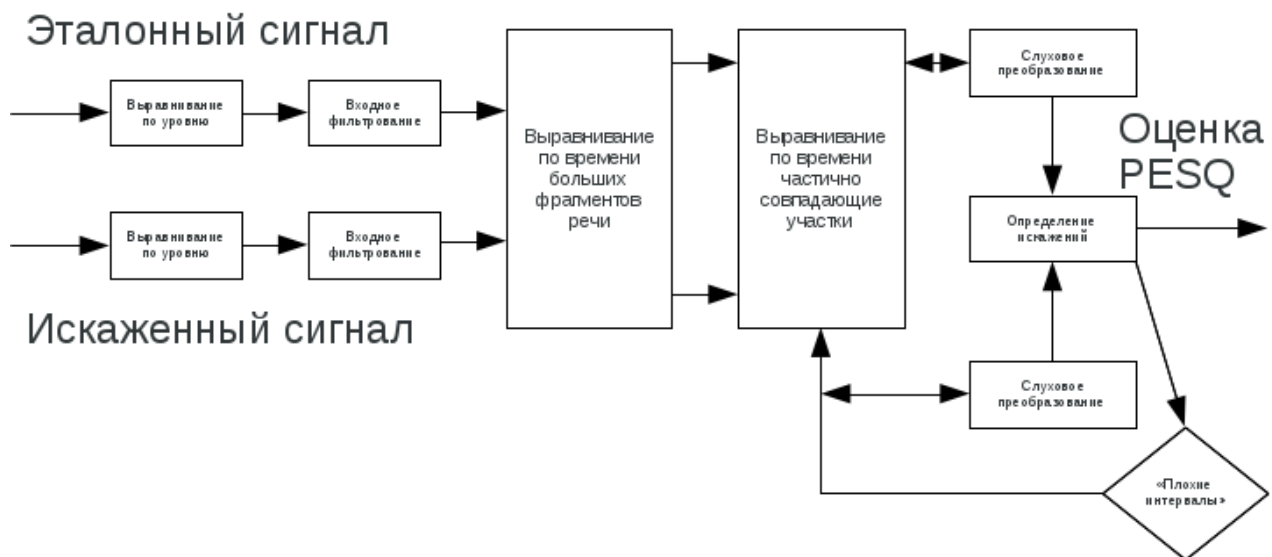 Эталонный сигнал
Выравнивание
по уровню
Входное
фильтрование
Выравнивание
по времени
больших
фрагментов
речи
Выравнивание
по времени
частично
совпадающие
участки
Слуховое
преобразование
Оценка
PESQ
Определение
искажений
Выравнивание
по уровню
Входное
фильтрование
Искаженный сигнал
Слуховое
преобразование
«Плохие
интервалы»